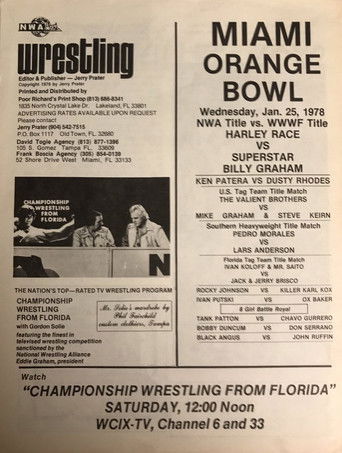 NWA
wrestling
Editor & Publisher — Jerry Prater
Copyright 1978 by Jerry Prater
Printed and Distributed by
Poor Richard's Print Shop (813) 686-8341
1835 North Crystal Lake Dr. Lakeland, FL 33801
ADVERTISING RATES AVAILABLE UPON REQUEST
Please contact
Jerry Prater (904) 542-7515
P.O. Box 1117 Old Town, FL 32680
David Togle Agency (813) 877-1396
105 S. Gomez Tampa FL. 33609
Frank Boscia Agency (305) 854-0139
52 Shore Drive West Miami, FL 33133
CHAMPIONSHIP
WRESTLING
FROM FLORIDA
N
THE NATION'S TOP—RATED TV WRESTLING PROGRAM
CHAMPIONSHIP
WRESTLING
FROM FLORIDA
with Gordon Solie
featuring the finest in
televised wrestling competition
sanctioned by the
National Wrestling Alliance
Eddie Graham, president
Mr. Solie's wardrobe by
Phil Fairchild
custom clothiers, Tampa
MIAMI
ORANGE
BOWL
Wednesday, Jan. 25, 1978
NWA Title vs. WWWF Title
HARLEY RACE
VS
SUPERSTAR
BILLY GRAHAM
KEN PATERA VS DUSTY RHODES
U.S. Tag Team Title Match
THE VALIENT BROTHERS
VS
MIKE GRAHAM & STEVE KEIRN
Southern Heavyweight Title Match
PEDRO MORALES
VS
LARS ANDERSON
Florida Tag Team Title Match
IVAN KOLOFF & MR. SAITO
VS
JACK & JERRY BRISCO
ROCKY JOHNSON VS KILLER KARL KOX
IVAN PUTSKI VS OX BAKER
8 Girl Battle Royal
TANK PATTON VS CHAVO GURRERO
BOBBY DUNCUM VS DON SERRANO
BLACK ANGUS VS JOHN RUFFIN
Watch
"CHAMPIONSHIP WRESTLING FROM FLORIDA"
SATURDAY, 12:00 Noon
WCIX-TV, Channel 6 and 33